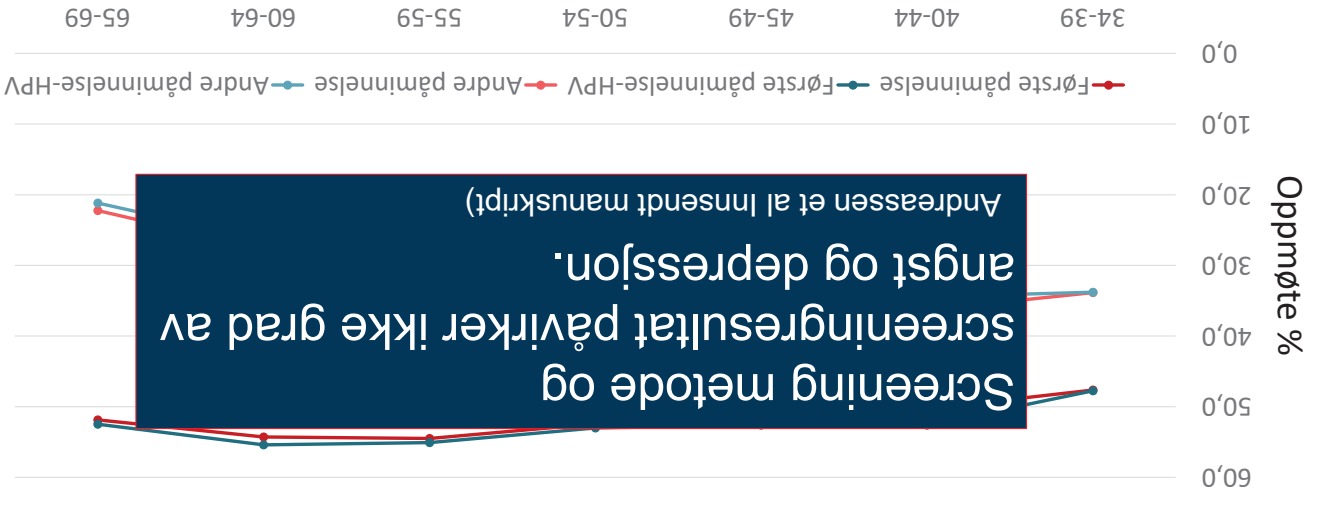 Oppmøte %
60,0
50,0
40,0
30,0
20,0
10,0
0,0
Screening metode og
screeningresultat påvirker ikke grad av
angst og depressjon.
Andreassen et al Innsendt manuskript)
Første påminnelse Første påminnelse-HPV Andre påminnelse Andre påminnelse-HPV
34-39 40-44 45-49 50-54 55-59 60-64 65-69